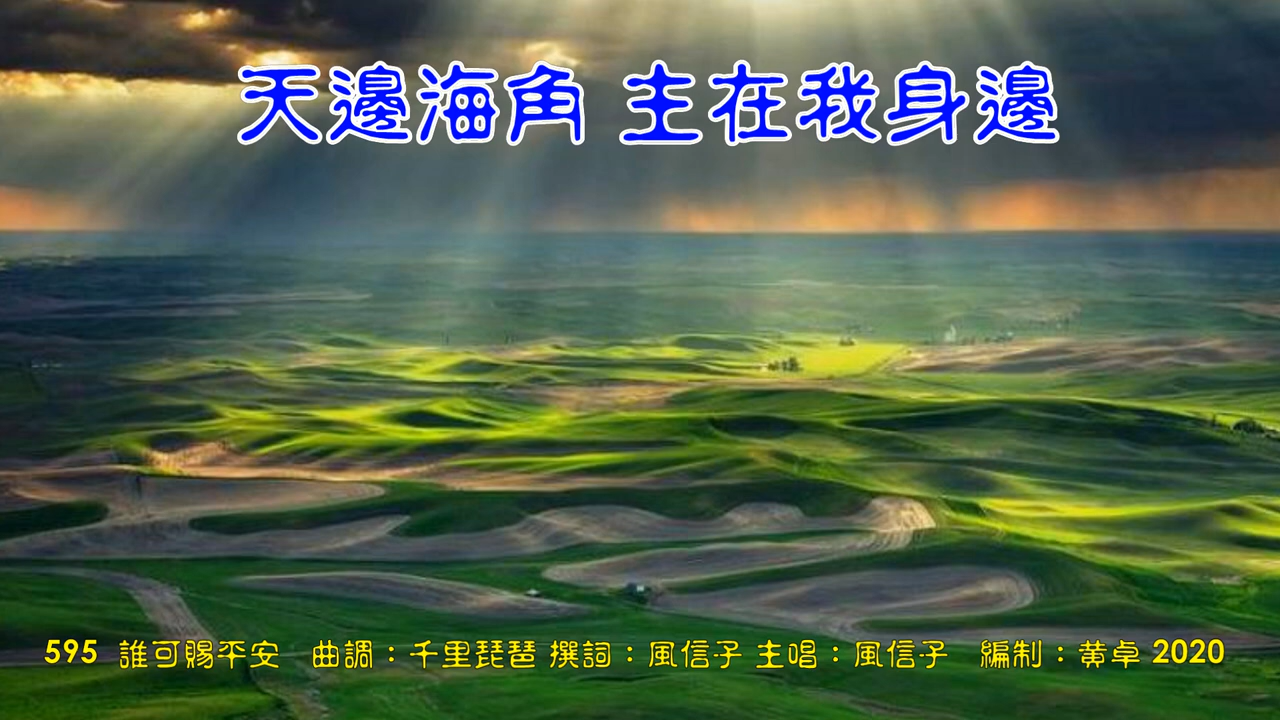 天邊海角 主在我身邊
595 誰可賜平安 曲調：千里琵琶 撰詞：風信子 主唱：風信子 編制：黄卓 2020